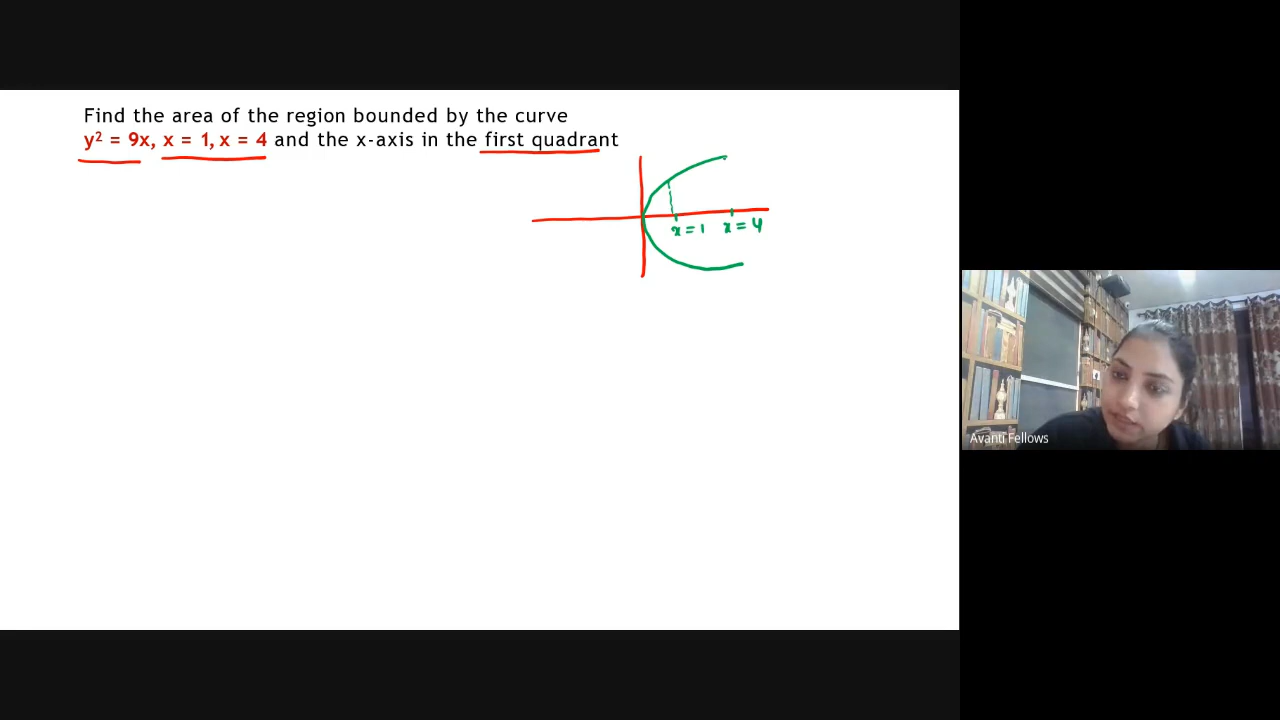 Find the area of the region bounded by the curve
y² = 9x, x = 1, x = 4 and the x-axis in the first quadrant
x = 1 x = 4
Avanti Fellows